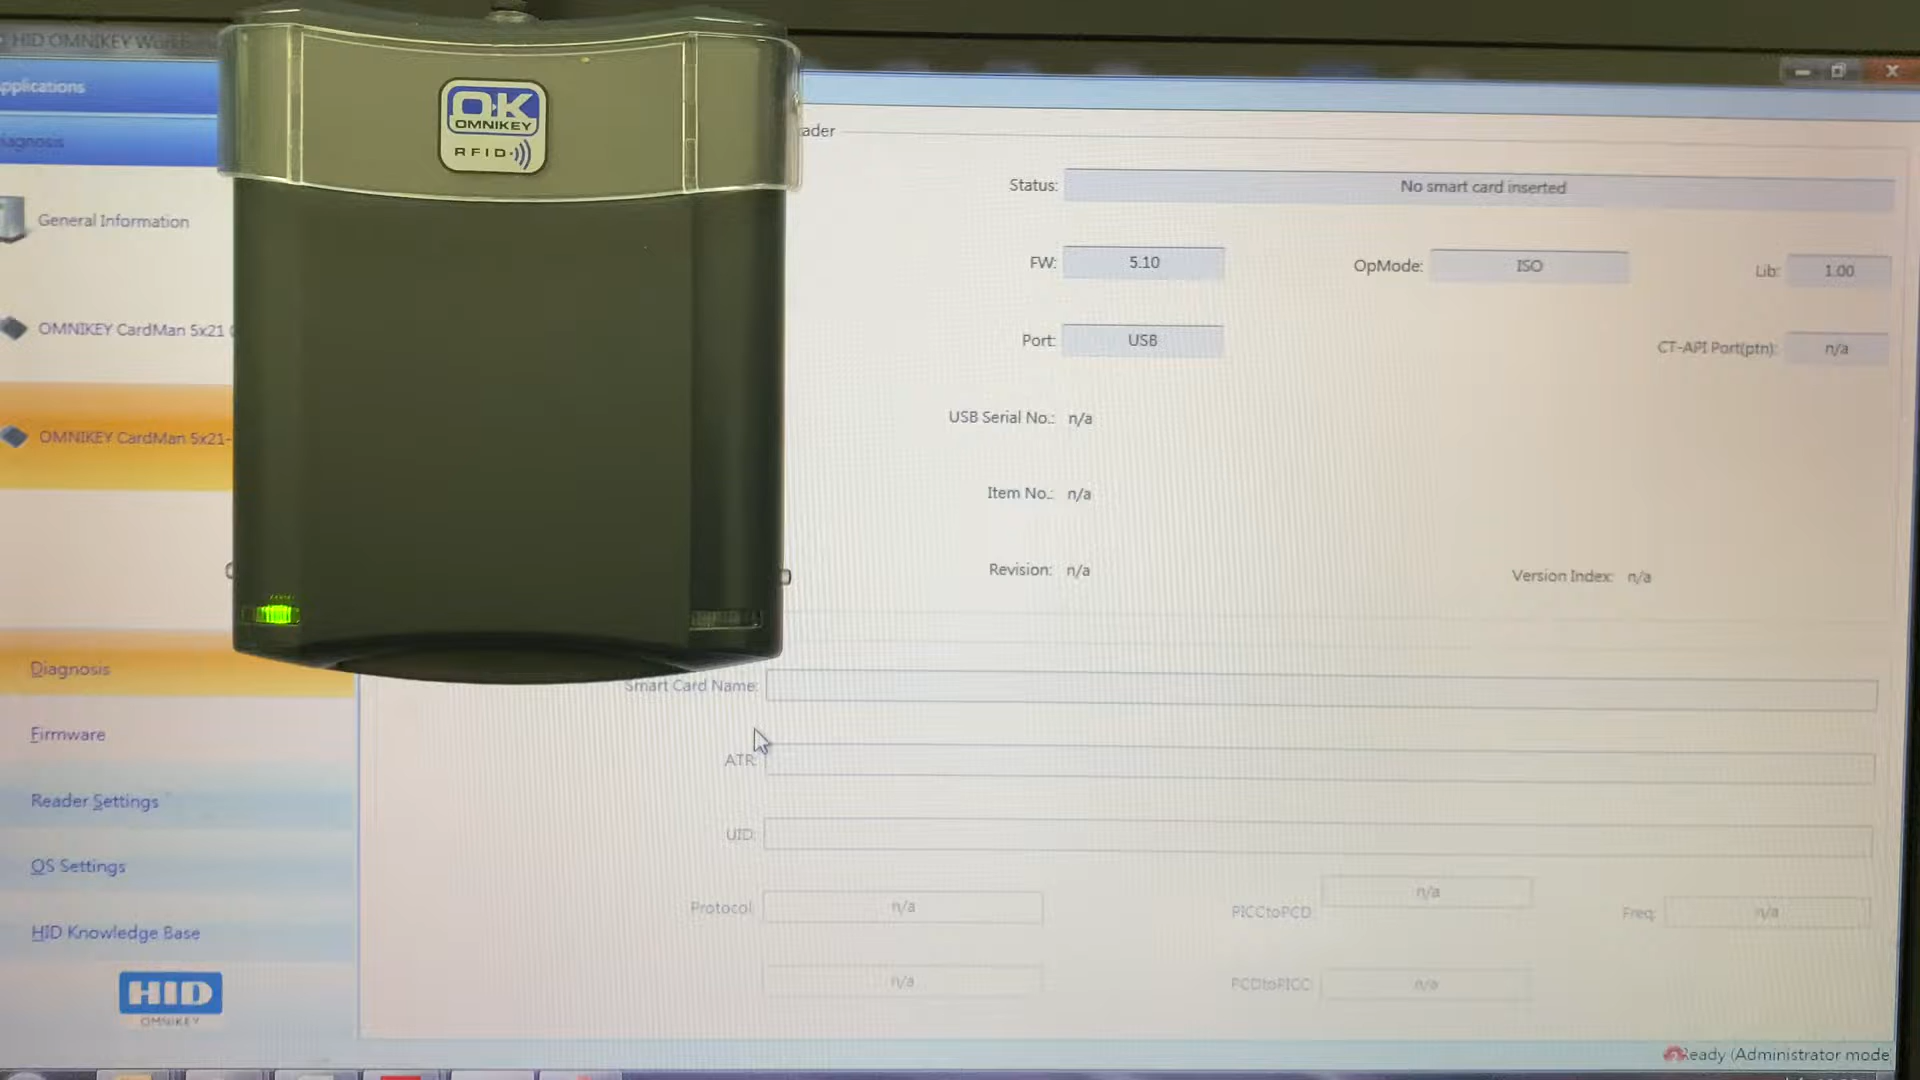 HID OMNIKEY
pplications
iagnosis
General Information
OMNIKEY CardMan 5x21
OMNIKEY CardMan 5x21-
Diagnosis
Firmware
Reader Settings
OS Settings
HID Knowledge Base
HID
OMNIKEY
O·K
OMNIKEY
RFID
ader
Status: No smart card inserted
FW: 5.10 OpMode: ISO Lib: 1.00
Port: USB CT-API Port(ptn): n/a
USB Serial No.: n/a
Item No.: n/a
Revision: n/a Version Index: n/a
Smart Card Name:
ATR:
UID:
Protocol: n/a PICCtoPCD: n/a Freq: n/a
n/a PCDtoPICC: n/a
Ready (Administrator mode